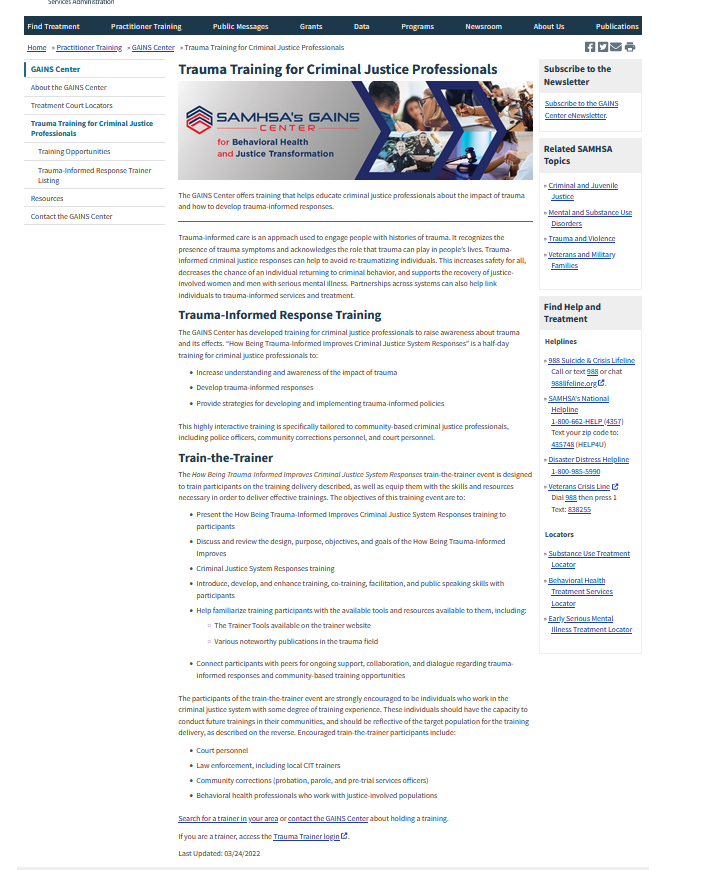 Services Administration
Find Treatment Practitioner Training Public Messages Grants Data Programs Newsroom About Us Publications
Home » Practitioner Training » GAINS Center » Trauma Training for Criminal Justice Professionals
GAINS Center
About the GAINS Center
Treatment Court Locators
Trauma Training for Criminal Justice
Professionals
Training Opportunities
Trauma-Informed Response Trainer
Listing
Resources
Contact the GAINS Center
Trauma Training for Criminal Justice Professionals
SAMHSA's GAINS
CENTER
for Behavioral Health
and Justice Transformation
The GAINS Center offers training that helps educate criminal justice professionals about the impact of trauma
and how to develop trauma-informed responses.
Trauma-informed care is an approach used to engage people with histories of trauma. It recognizes the
presence of trauma symptoms and acknowledges the role that trauma can play in people's lives. Trauma-
informed criminal justice responses can help to avoid re-traumatizing individuals. This increases safety for all,
decreases the chance of an individual returning to criminal behavior, and supports the recovery of justice-
involved women and men with serious mental illness. Partnerships across systems can also help link
individuals to trauma-informed services and treatment.
Trauma-Informed Response Training
The GAINS Center has developed training for criminal justice professionals to raise awareness about trauma
and its effects. "How Being Trauma-Informed Improves Criminal Justice System Responses" is a half-day
training for criminal justice professionals to:
• Increase understanding and awareness of the impact of trauma
• Develop trauma-informed responses
• Provide strategies for developing and implementing trauma-informed policies
This highly interactive training is specifically tailored to community-based criminal justice professionals,
including police officers, community corrections personnel, and court personnel.
Train-the-Trainer
The How Being Trauma-Informed Improves Criminal Justice System Responses train-the-trainer event is designed
to train participants on the training delivery described, as well as equip them with the skills and resources
necessary in order to deliver effective trainings. The objectives of this training event are to:
• Present the How Being Trauma-Informed Improves Criminal Justice System Responses training to
participants
• Discuss and review the design, purpose, objectives, and goals of the How Being Trauma-Informed
Improves
• Criminal Justice System Responses training
• Introduce, develop, and enhance training, co-training, facilitation, and public speaking skills with
participants
• Help familiarize training participants with the available tools and resources available to them, including:
The Trainer Tools available on the trainer website
Various noteworthy publications in the trauma field
• Connect participants with peers for ongoing support, collaboration, and dialogue regarding trauma-
informed responses and community-based training opportunities
The participants of the train-the-trainer event are strongly encouraged to be individuals who work in the
criminal justice system with some degree of training experience. These individuals should have the capacity to
conduct future trainings in their communities, and should be reflective of the target population for the training
delivery, as described on the reverse. Encouraged train-the-trainer participants include:
• Court personnel
• Law enforcement, including local CIT trainers
• Community corrections (probation, parole, and pre-trial services officers)
• Behavioral health professionals who work with justice-involved populations
Search for a trainer in your area or contact the GAINS Center about holding a training.
If you are a trainer, access the Trauma Trainer login.
Last Updated: 03/24/2022
Subscribe to the
Newsletter
Subscribe to the GAINS
Center eNewsletter.
Related SAMHSA
Topics
» Criminal and Juvenile
Justice
» Mental and Substance Use
Disorders
» Trauma and Violence
» Veterans and Military
Families
Find Help and
Treatment
Helplines
» 988 Suicide & Crisis Lifeline
Call or text 988 or chat
988lifeline.org.
» SAMHSA's National
Helpline
1-800-662-HELP (4357)
Text your zip code to:
435748 (HELP4U)
» Disaster Distress Helpline
1-800-985-5990
» Veterans Crisis Line
Dial 988 then press 1
Text: 838255
Locators
» Substance Use Treatment
Locator
» Behavioral Health
Treatment Services
Locator
» Early Serious Mental
Illness Treatment Locator